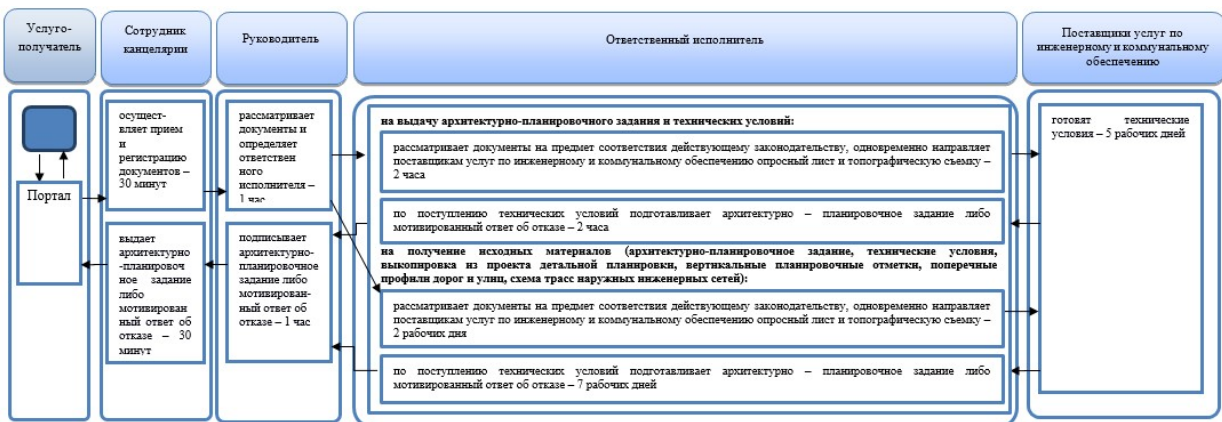 Услуго-
получатель
Сотрудник
канцелярии
Руководитель
Ответственный исполнитель
Поставщики услуг по
инженерному и коммунальному
обеспечению
Портал
осущест-
вляет прием
и
регистрацию
документов –
30 минут
выдает
архитектурно
-планировоч
ное задание
либо
мотивирован
ный ответ об
отказе – 30
минут
рассматривает
документы и
определяет
ответствен
ного
исполнителя –
1 час
подписывает
архитектурно-
планировочное
задание либо
мотивирован-
ный ответ об
отказе – 1 час
на выдачу архитектурно-планировочного задания и технических условий:
рассматривает документы на предмет соответствия действующему законодательству, одновременно направляет
поставщикам услуг по инженерному и коммунальному обеспечению опросный лист и топографическую съемку –
2 часа
по поступлению технических условий подготавливает архитектурно – планировочное задание либо
мотивированный ответ об отказе – 2 часа
на получение исходных материалов (архитектурно-планировочное задание, технические условия,
выкопировка из проекта детальной планировки, вертикальные планировочные отметки, поперечные
профили дорог и улиц, схема трасс наружных инженерных сетей):
рассматривает документы на предмет соответствия действующему законодательству, одновременно направляет
поставщикам услуг по инженерному и коммунальному обеспечению опросный лист и топографическую съемку –
2 рабочих дня
по поступлению технических условий подготавливает архитектурно – планировочное задание либо
мотивированный ответ об отказе – 7 рабочих дней
готовят технические
условия – 5 рабочих дней